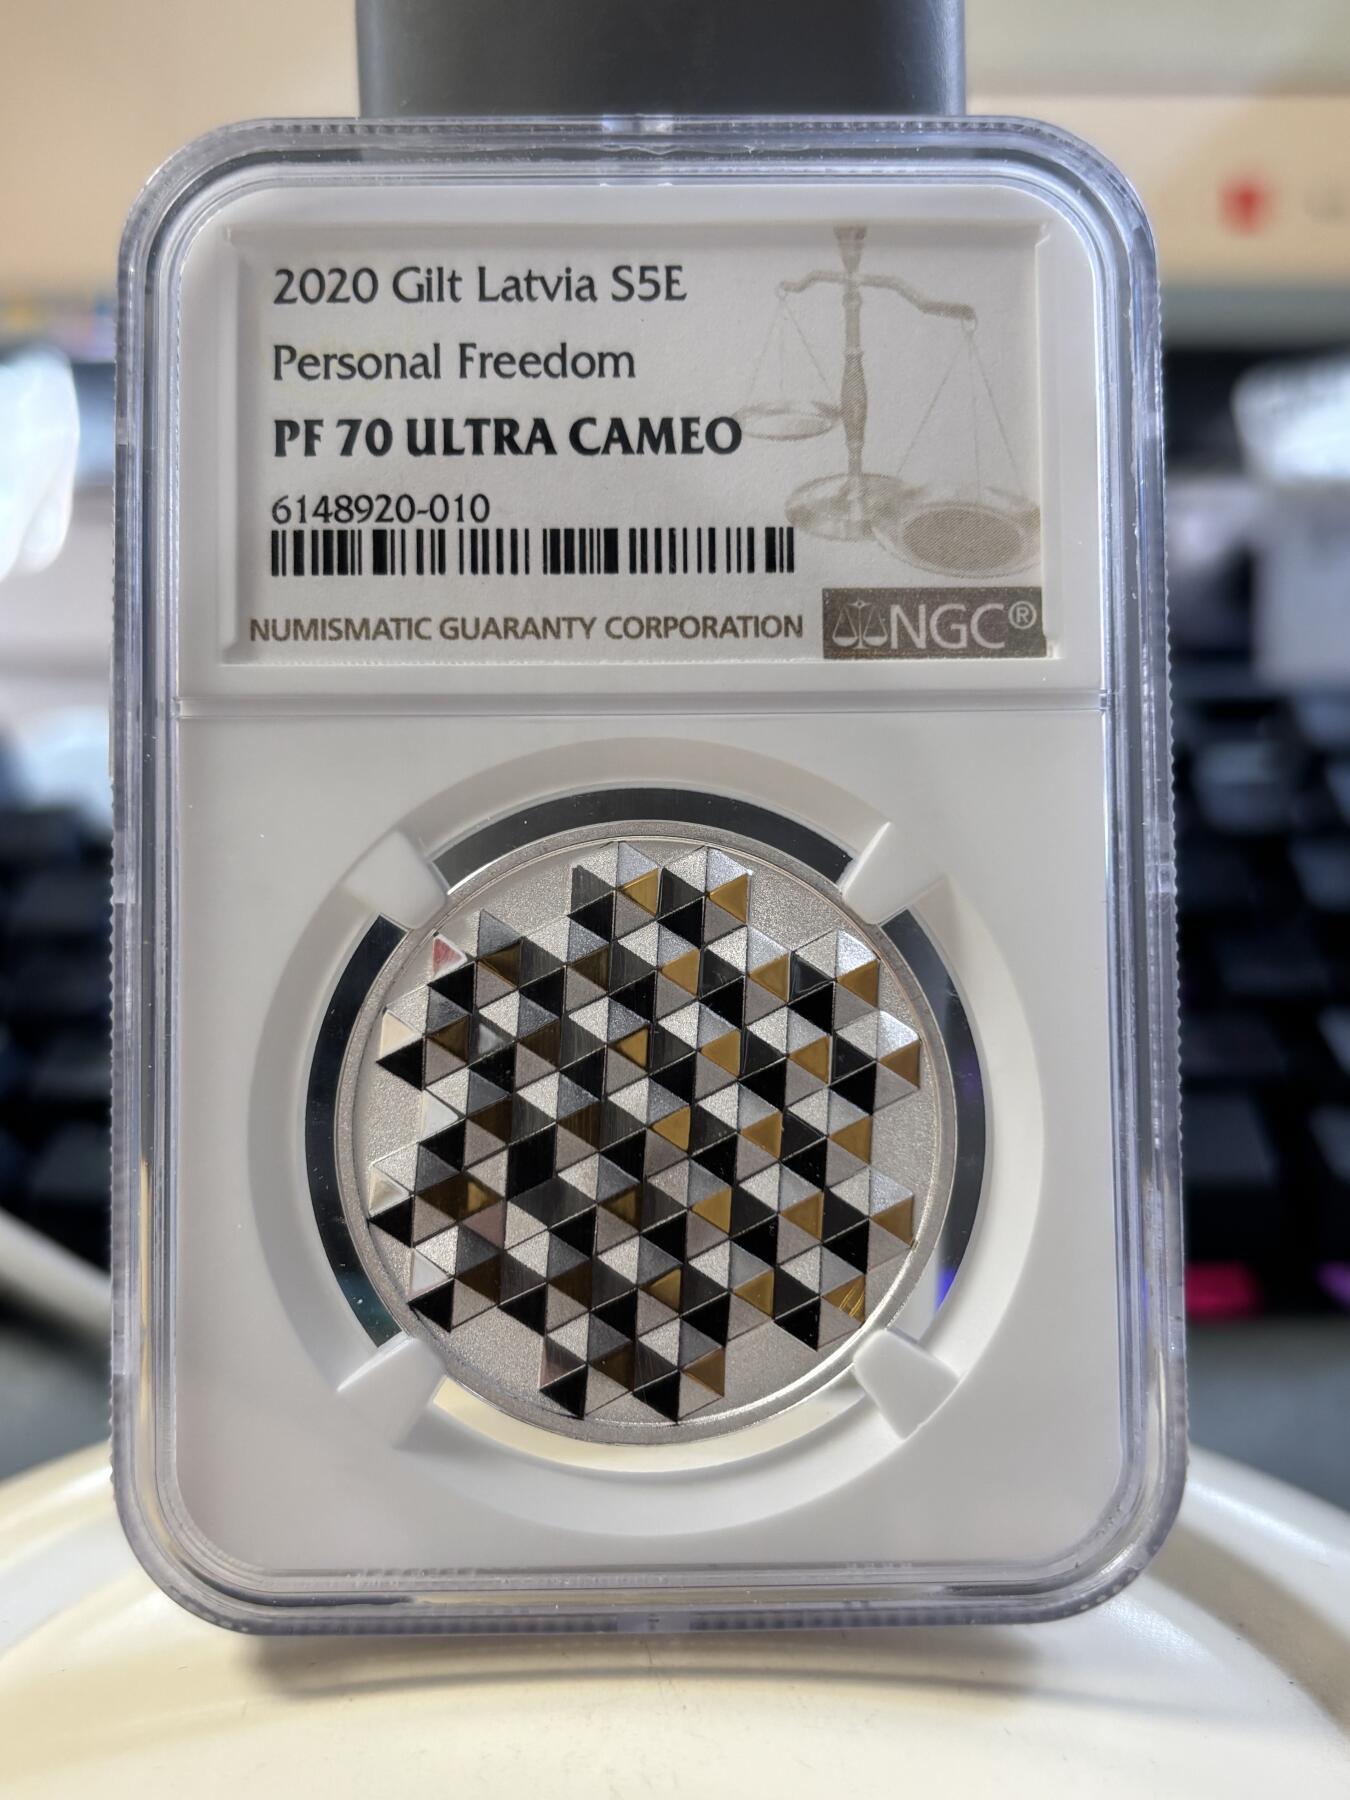 2020 Gilt Latvia S5E
Personal Freedom
PF 70 ULTRA CAMEO
6148920-010
NUMISMATIC GUARANTY CORPORATION
NGC®